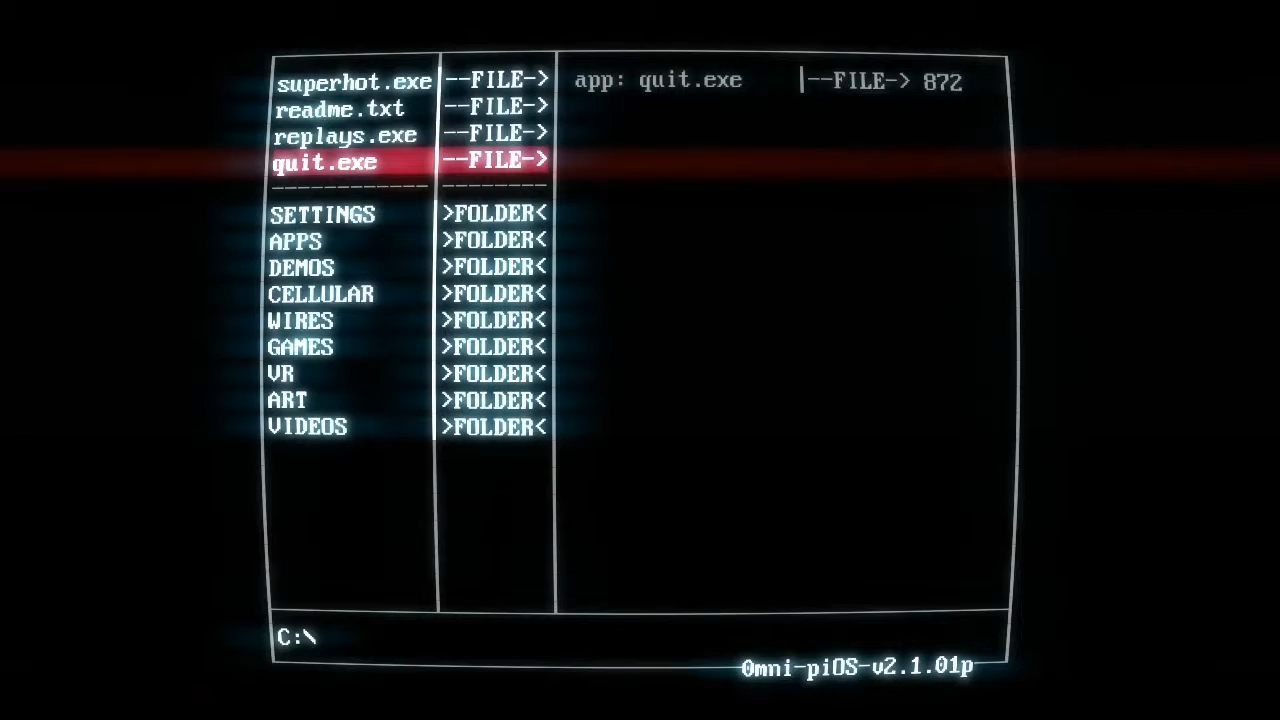 superhot.exe --FILE-> app: quit.exe |--FILE-> 872
readme.txt --FILE->
replays.exe --FILE->
quit.exe --FILE->
------------ --------
SETTINGS >FOLDER<
APPS >FOLDER<
DEMOS >FOLDER<
CELLULAR >FOLDER<
WIRES >FOLDER<
GAMES >FOLDER<
VR >FOLDER<
ART >FOLDER<
VIDEOS >FOLDER<
C:\
Omni-piOS-v2.1.01p